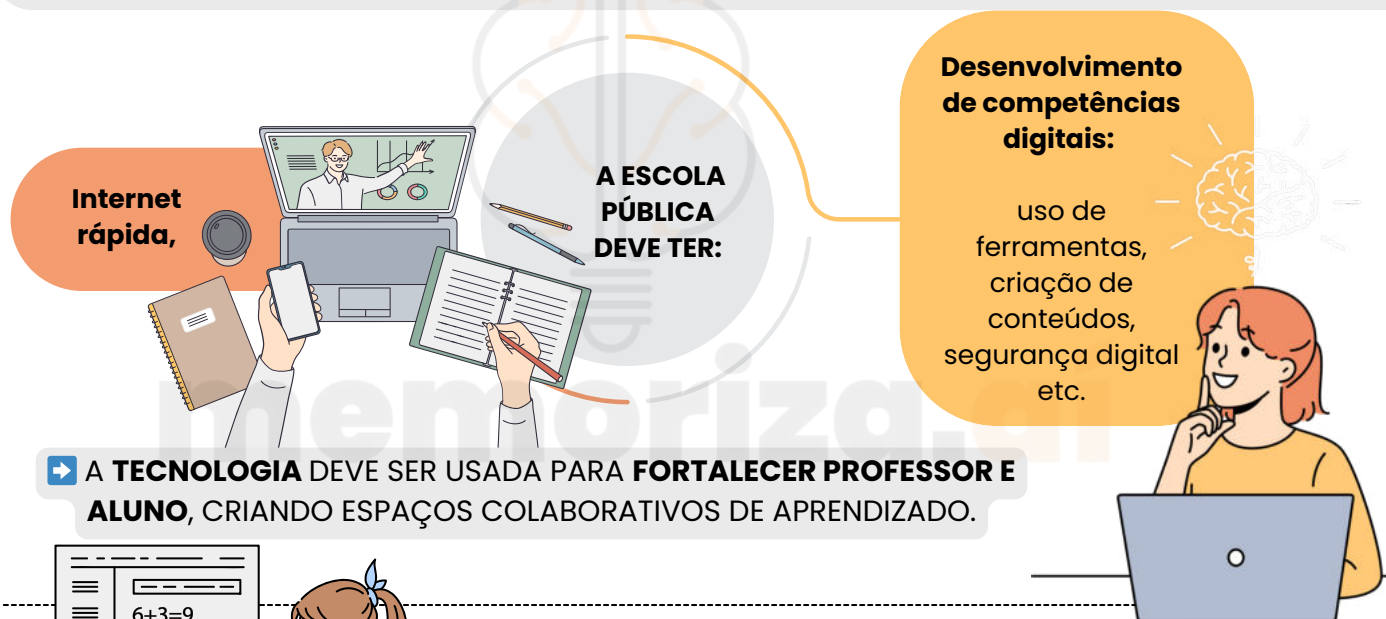 Internet
rápida,
A ESCOLA
PÚBLICA
DEVE TER:
Desenvolvimento
de competências
digitais:
uso de
ferramentas,
criação de
conteúdos,
segurança digital
etc.
memoriza.ai
A TECNOLOGIA DEVE SER USADA PARA FORTALECER PROFESSOR E
ALUNO, CRIANDO ESPAÇOS COLABORATIVOS DE APRENDIZADO.
6+3=9